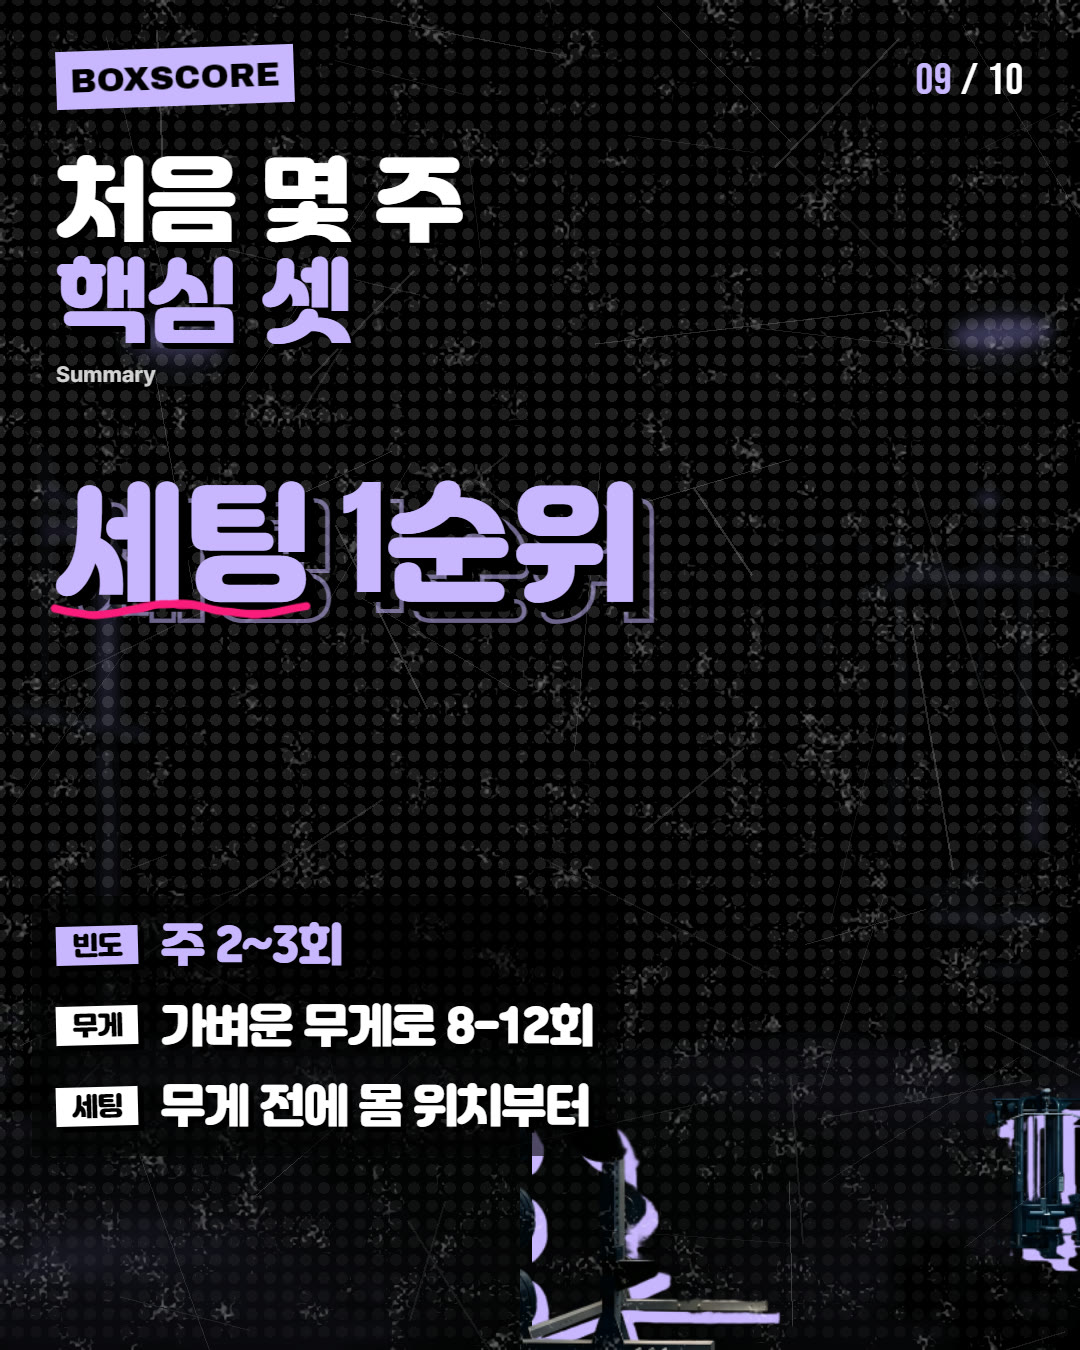 BOXSCORE
09 / 10
처음 몇 주
핵심 셋
Summary
세팅 1순위
빈도 주 2~3회
무게 가벼운 무게로 8-12회
세팅 무게 전에 몸 위치부터